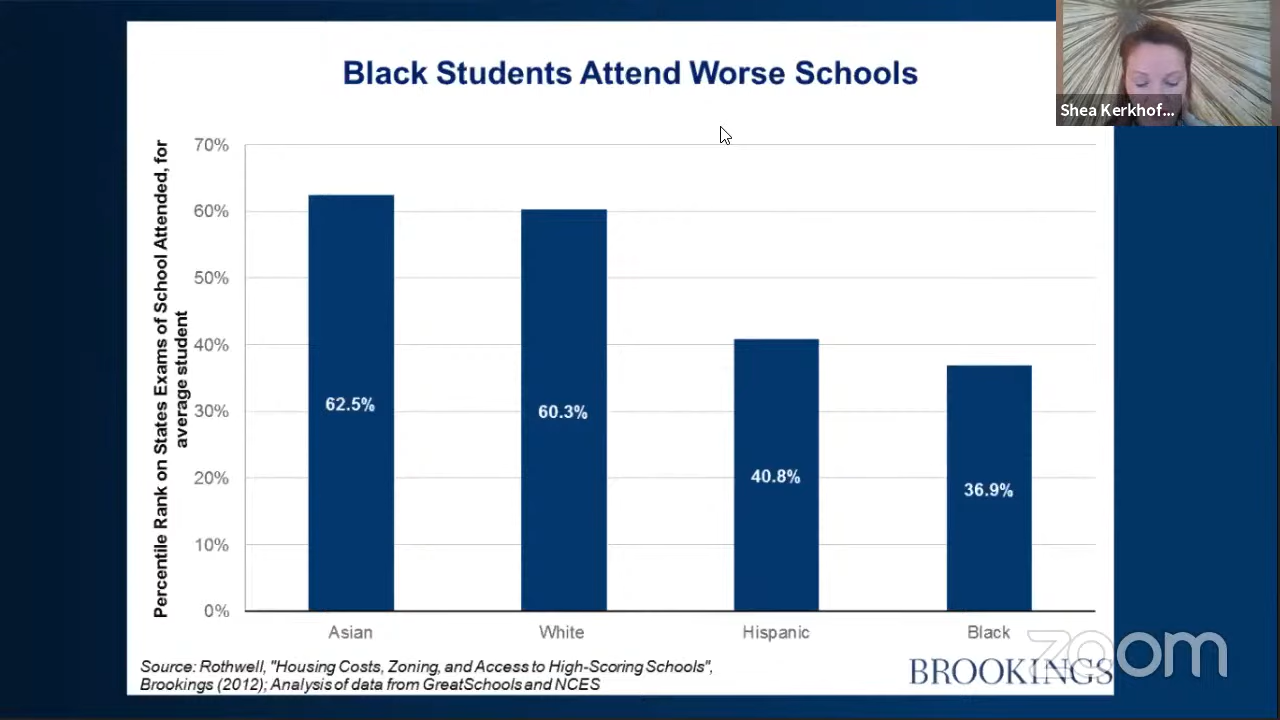 Black Students Attend Worse Schools
Shea Kerkhof...
Percentile Rank on States Exams of School Attended, for
average student
70%
60%
50%
40%
30%
20%
10%
0%
62.5%
60.3%
40.8%
36.9%
Asian
White
Hispanic
Black
Source: Rothwell, "Housing Costs, Zoning, and Access to High-Scoring Schools",
Brookings (2012); Analysis of data from GreatSchools and NCES
BROOKINGS
zoom